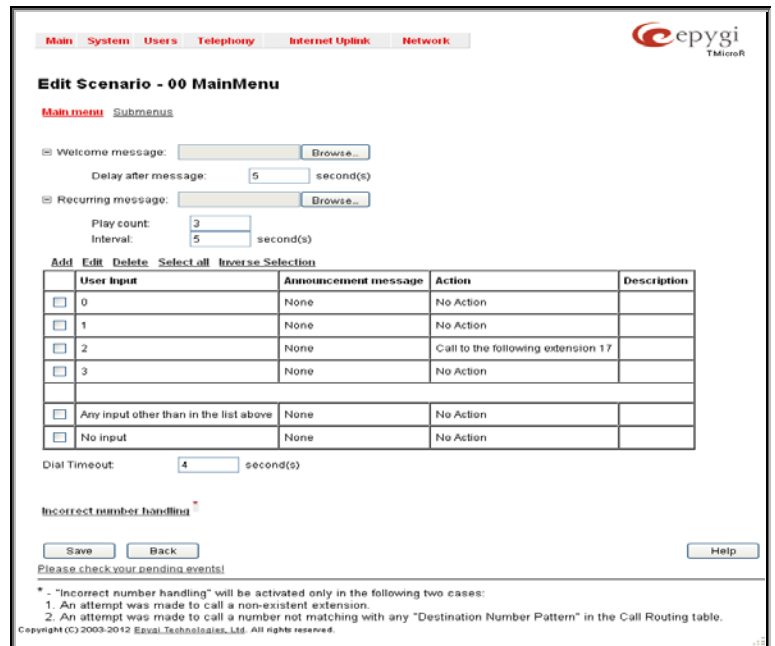 epygi
TMicroR
Main System Users Telephony Internet Uplink Network
Edit Scenario - 00 MainMenu
Main menu Submenus
Welcome message: Browse...
Delay after message: 5 second(s)
Recurring message: Browse...
Play count: 3
Interval: 5 second(s)
Add Edit Delete Select all Inverse Selection
User Input Announcement message Action Description
0 None No Action
1 None No Action
2 None Call to the following extension 17
3 None No Action
Any input other than in the list above None No Action
No input None No Action
Dial Timeout: 4 second(s)
Incorrect number handling *
Save Back Help
Please check your pending events!
* - "Incorrect number handling" will be activated only in the following two cases:
1. An attempt was made to call a non-existent extension.
2. An attempt was made to call a number not matching with any "Destination Number Pattern" in the Call Routing table.
Copyright (C) 2003-2012 Epygi Technologies, Ltd. All rights reserved.